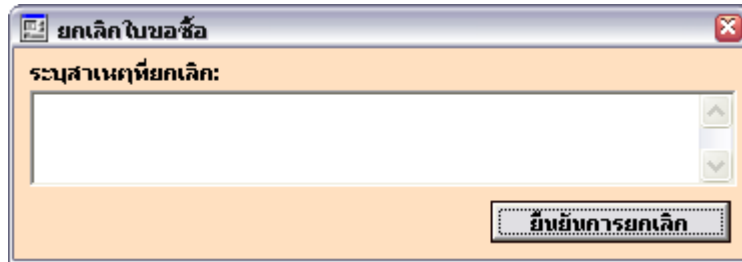 ยกเลิกใบขอซื้อ
ระบุสาเหตุที่ยกเลิก:
ยืนยันการยกเลิก